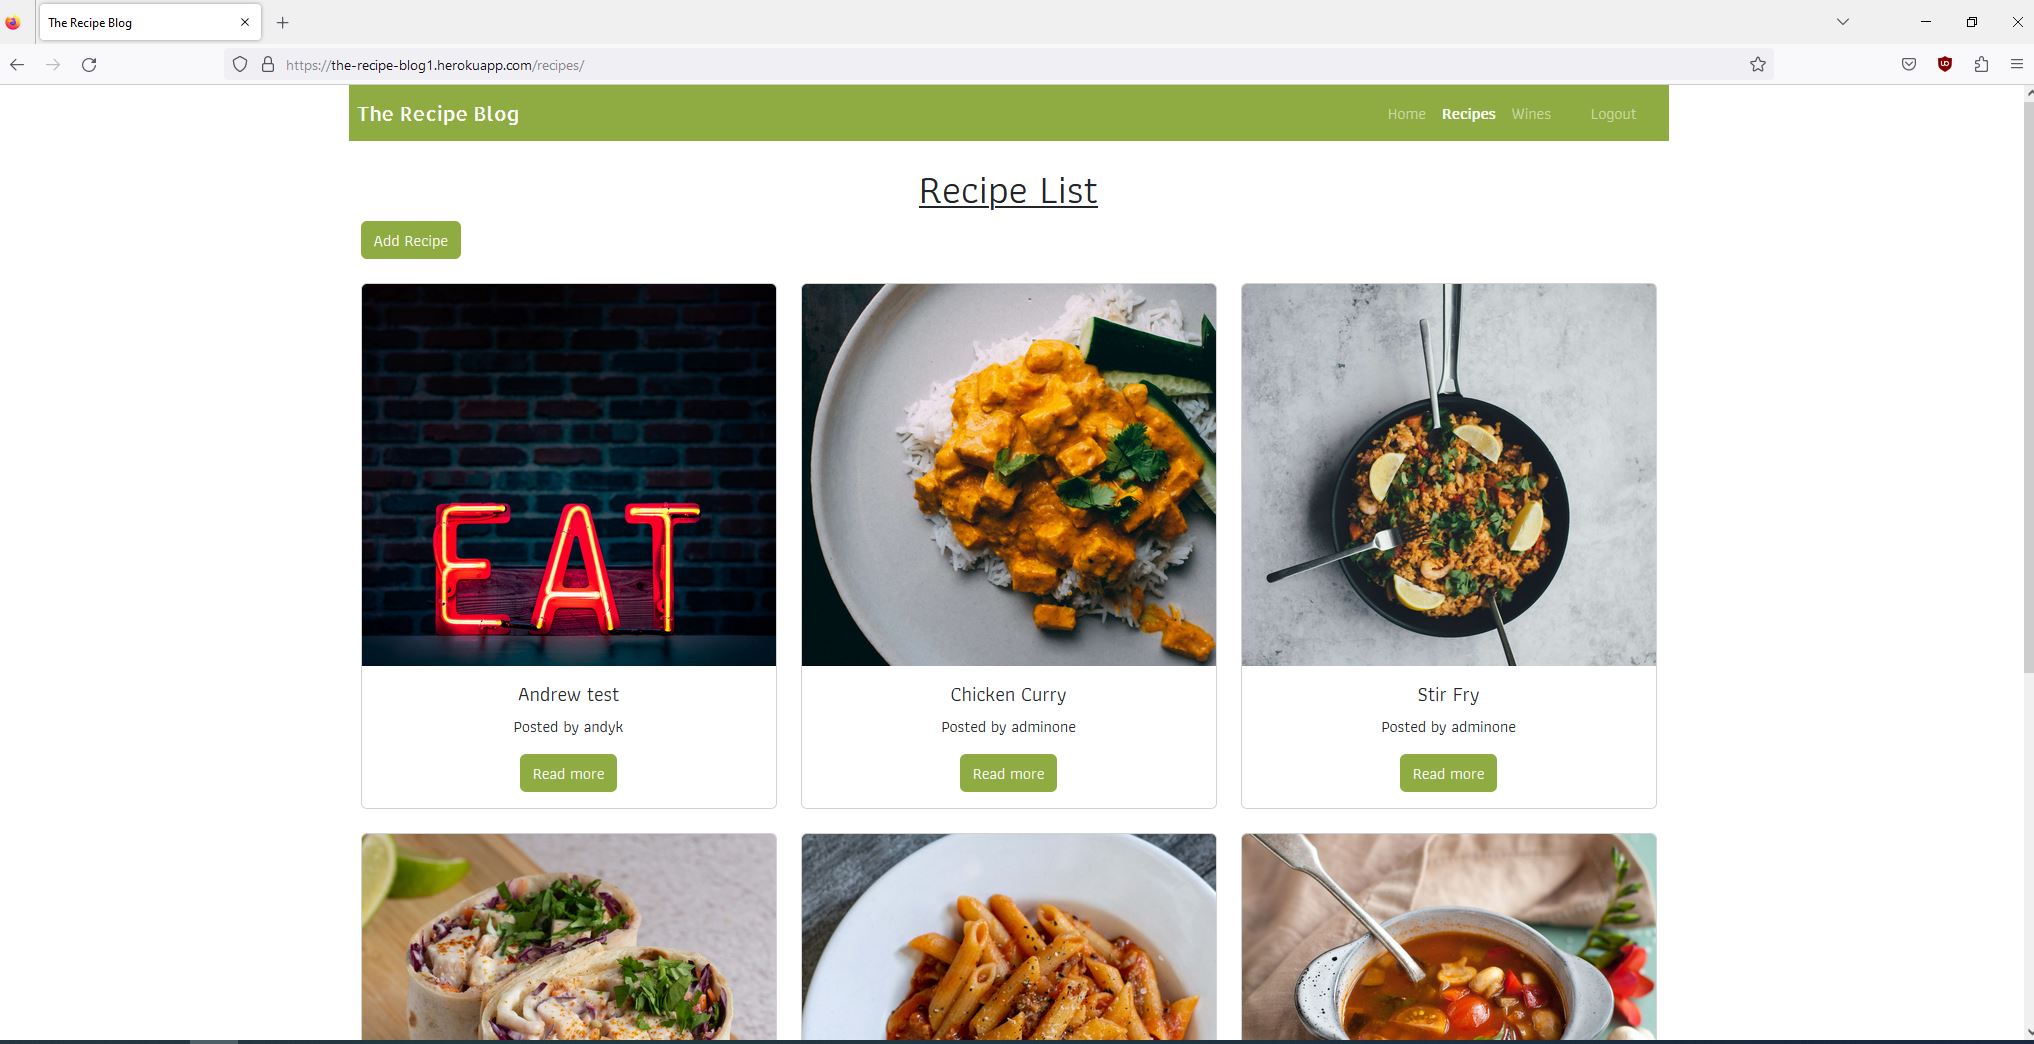 The Recipe Blog
https://the-recipe-blog1.herokuapp.com/recipes/
The Recipe Blog
Home Recipes Wines Logout
Recipe List
Add Recipe
EAT
Andrew test
Posted by andyk
Read more
Chicken Curry
Posted by adminone
Read more
Stir Fry
Posted by adminone
Read more